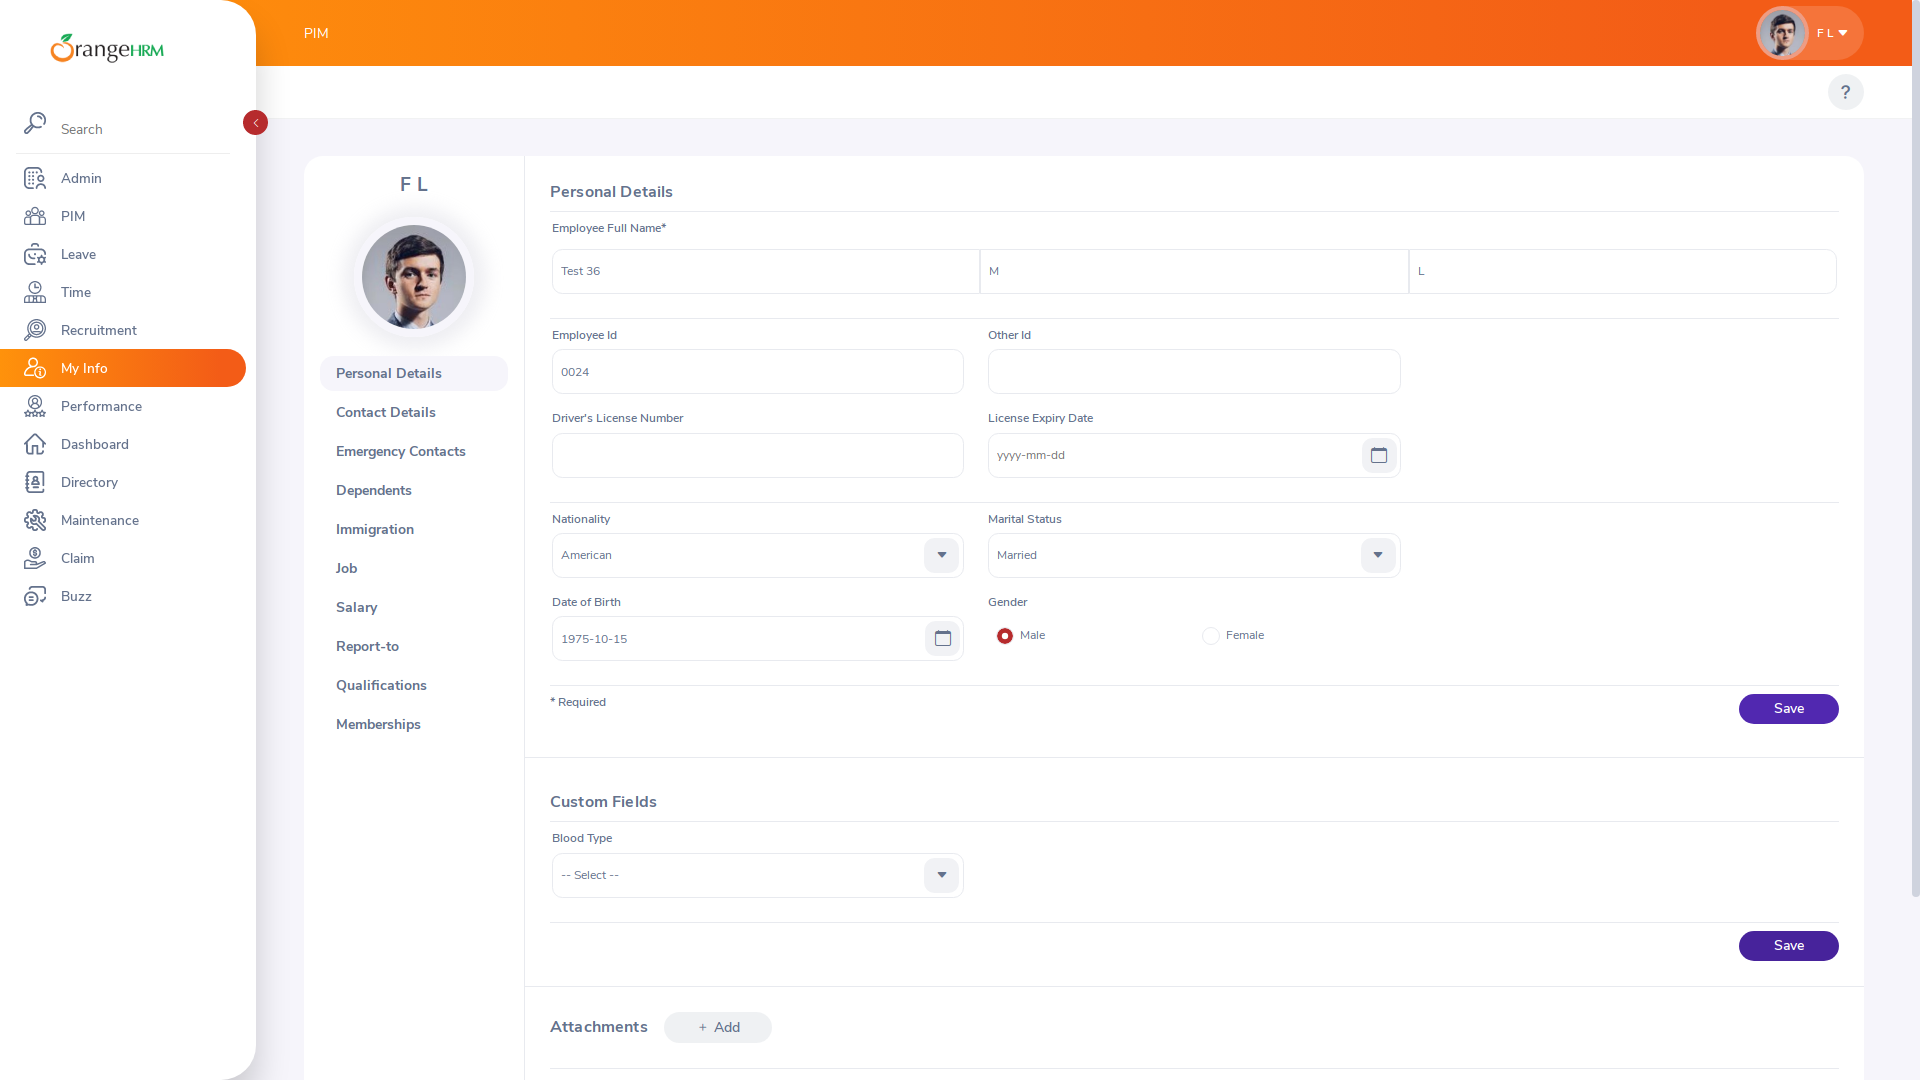 OrangeHRM
PIM
F L
?
Search
Admin
PIM
Leave
Time
Recruitment
My Info
Performance
Dashboard
Directory
Maintenance
Claim
Buzz
F L
Personal Details
Contact Details
Emergency Contacts
Dependents
Immigration
Job
Salary
Report-to
Qualifications
Memberships
Personal Details
Employee Full Name*
Test 36 M L
Employee Id Other Id
0024
Driver's License Number License Expiry Date
yyyy-mm-dd
Nationality Marital Status
American Married
Date of Birth Gender
1975-10-15 Male Female
* Required Save
Custom Fields
Blood Type
-- Select --
Save
Attachments + Add